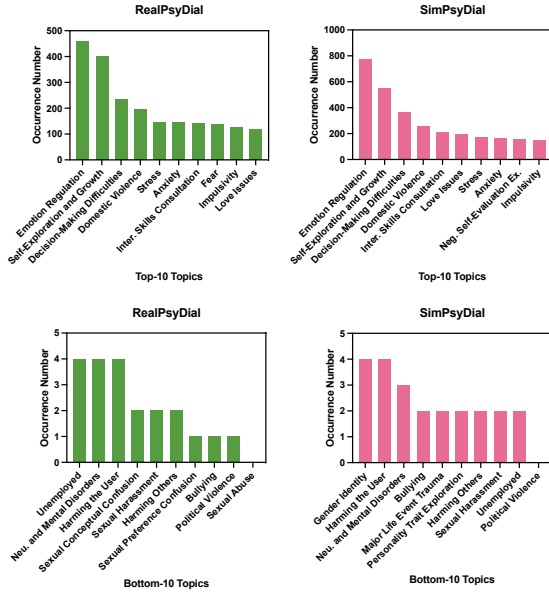 RealPsyDial
Occurrence Number
500
400
300
200
100
0
Emotion Regulation
Self-Exploration and Growth
Decision-Making Difficulties
Domestic Violence
Stress
Anxiety
Inter. Skills Consultation
Fear
Impulsivity
Love Issues
Top-10 Topics
SimPsyDial
Occurrence Number
1000
800
600
400
200
0
Emotion Regulation
Self-Exploration and Growth
Decision-Making Difficulties
Domestic Violence
Inter. Skills Consultation
Love Issues
Stress
Anxiety
Neg. Self-Evaluation Ex.
Impulsivity
Top-10 Topics
RealPsyDial
Occurrence Number
5
4
3
2
1
0
Unemployed
Neu. and Mental Disorders
Harming the User
Sexual Conceptual Confusion
Sexual Harassment
Harming Others
Sexual Preference Confusion
Bullying
Political Violence
Sexual Abuse
Bottom-10 Topics
SimPsyDial
Occurrence Number
5
4
3
2
1
0
Gender Identity
Harming the User
Neu. and Mental Disorders
Bullying
Major Life Event Trauma
Personality Trait Exploration
Harming Others
Sexual Harassment
Unemployed
Political Violence
Bottom-10 Topics